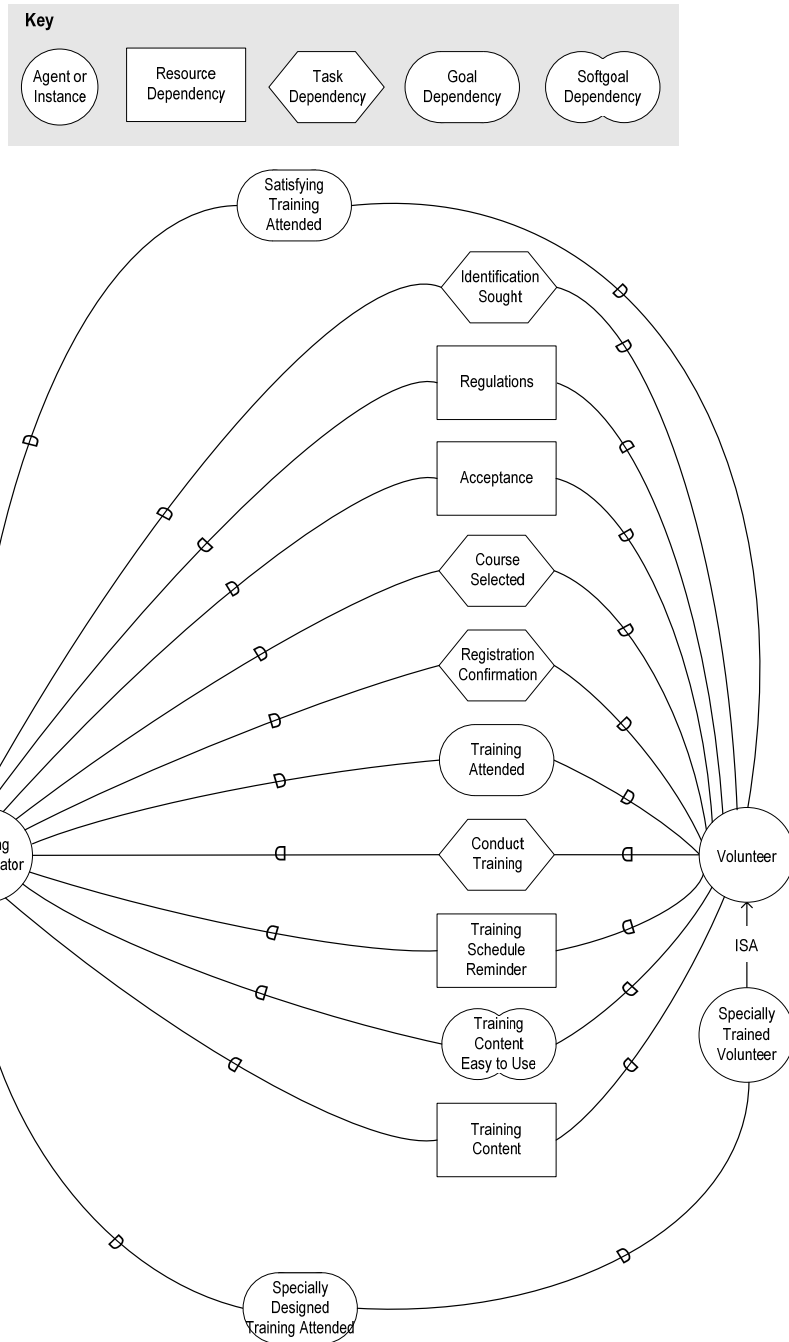 Key
Agent or
Instance
Resource
Dependency
Task
Dependency
Goal
Dependency
Softgoal
Dependency
Satisfying
Training
Attended
Identification
Sought
Regulations
Acceptance
Course
Selected
Registration
Confirmation
Training
Attended
Conduct
Training
ng
ator
Volunteer
Training
Schedule
Reminder
ISA
Training
Content
Easy to Use
Specially
Trained
Volunteer
Training
Content
Specially
Designed
Training Attended